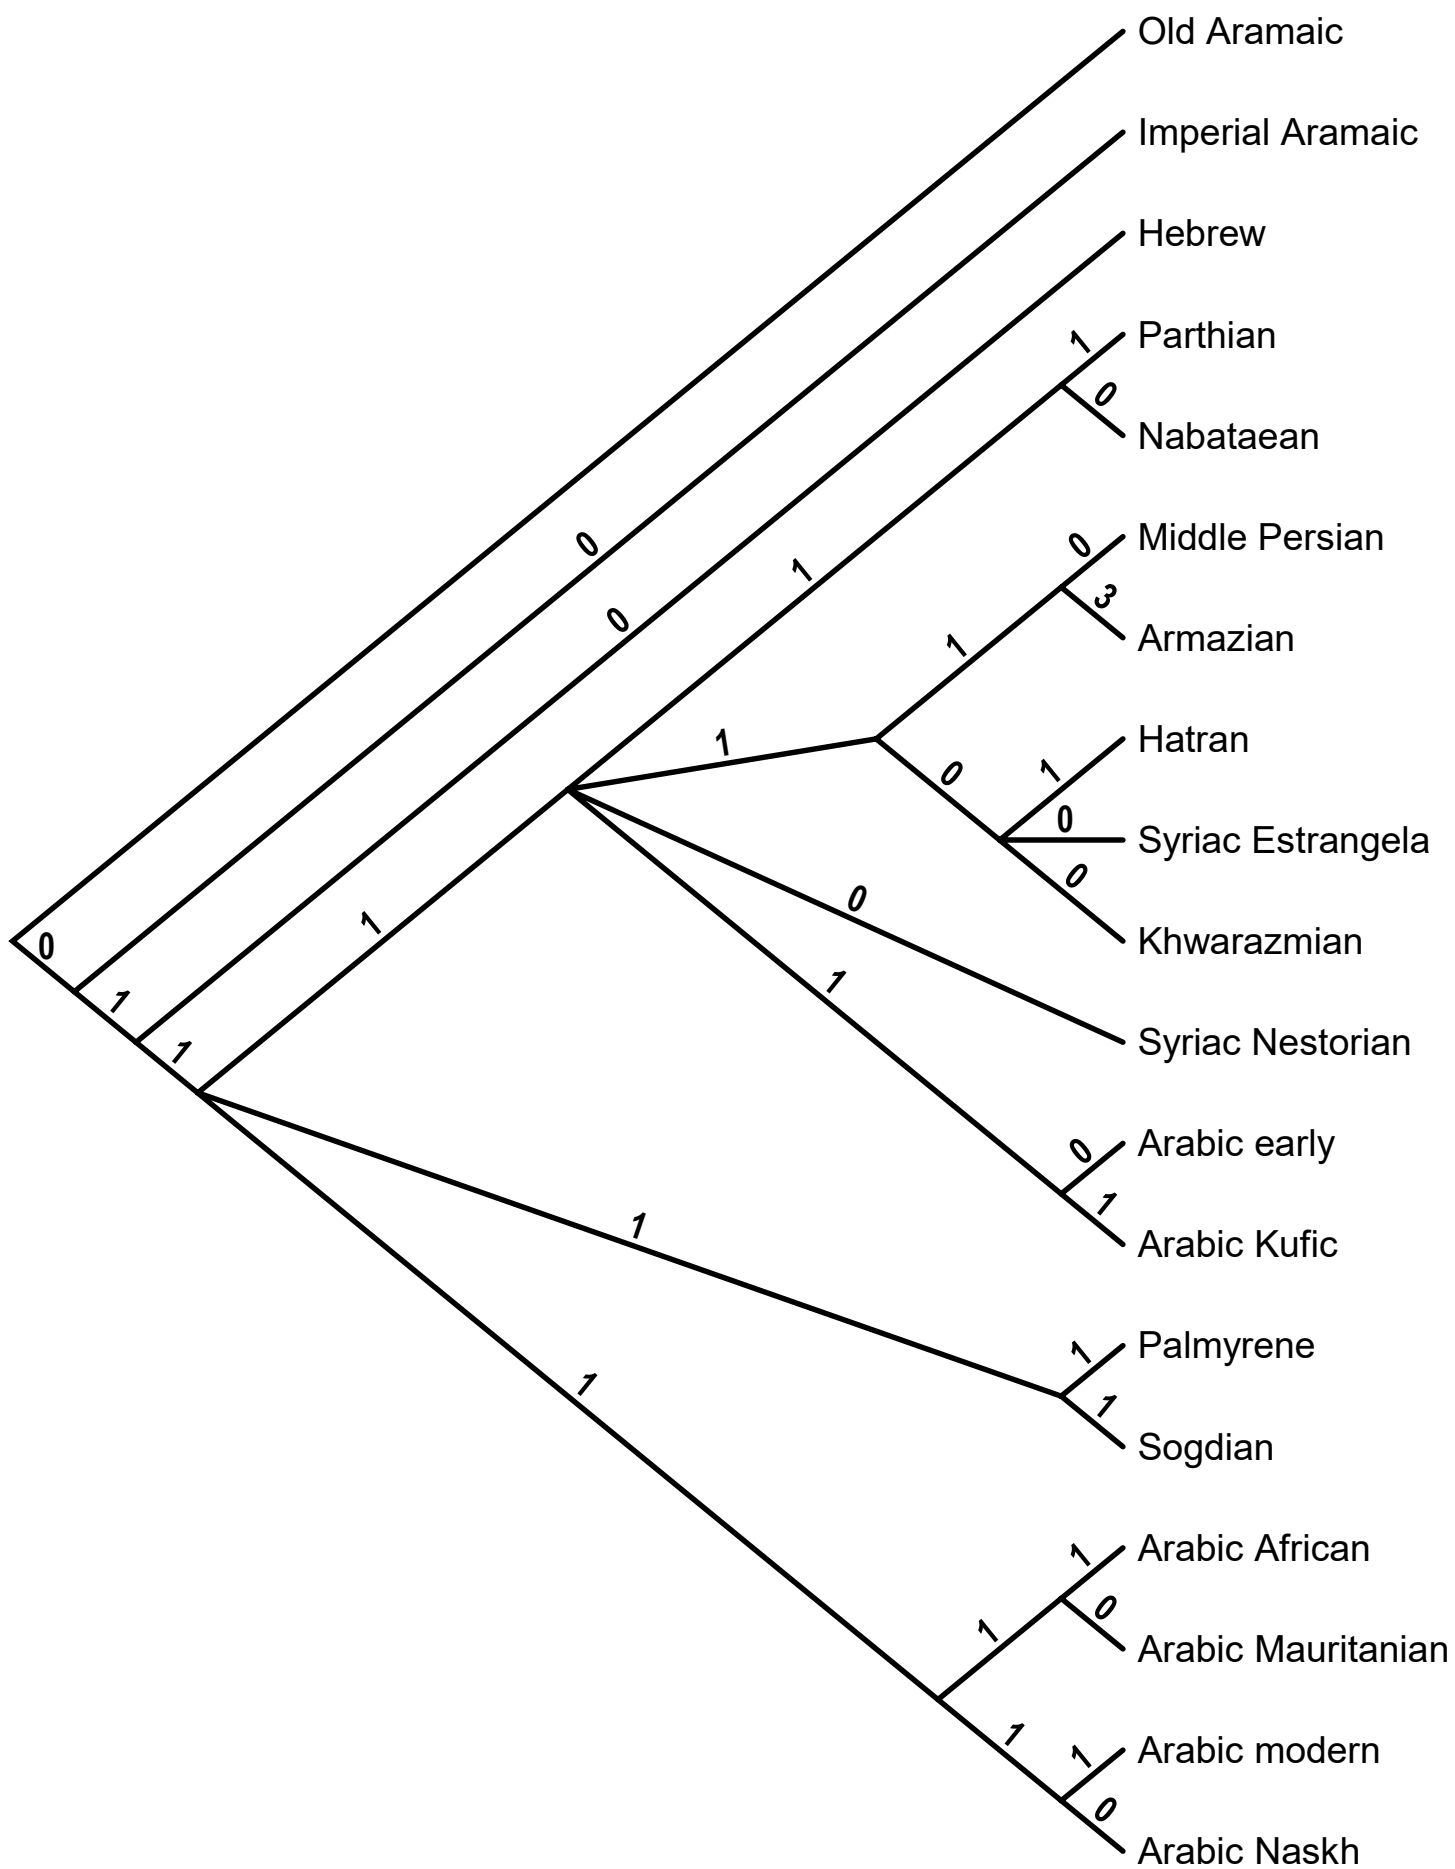 Old Aramaic
Imperial Aramaic
Hebrew
1 Parthian
0 Nabataean
0 Middle Persian
0
1
3
0
Armazian
1
1 Hatran
1
0
0 Syriac Estrangela
0
0
1
Khwarazmian
0
1
1
Syriac Nestorian
1
0 Arabic early
1
1
Arabic Kufic
1 Palmyrene
1
1
Sogdian
1 Arabic African
0
1
Arabic Mauritanian
1
1 Arabic modern
0
Arabic Naskh